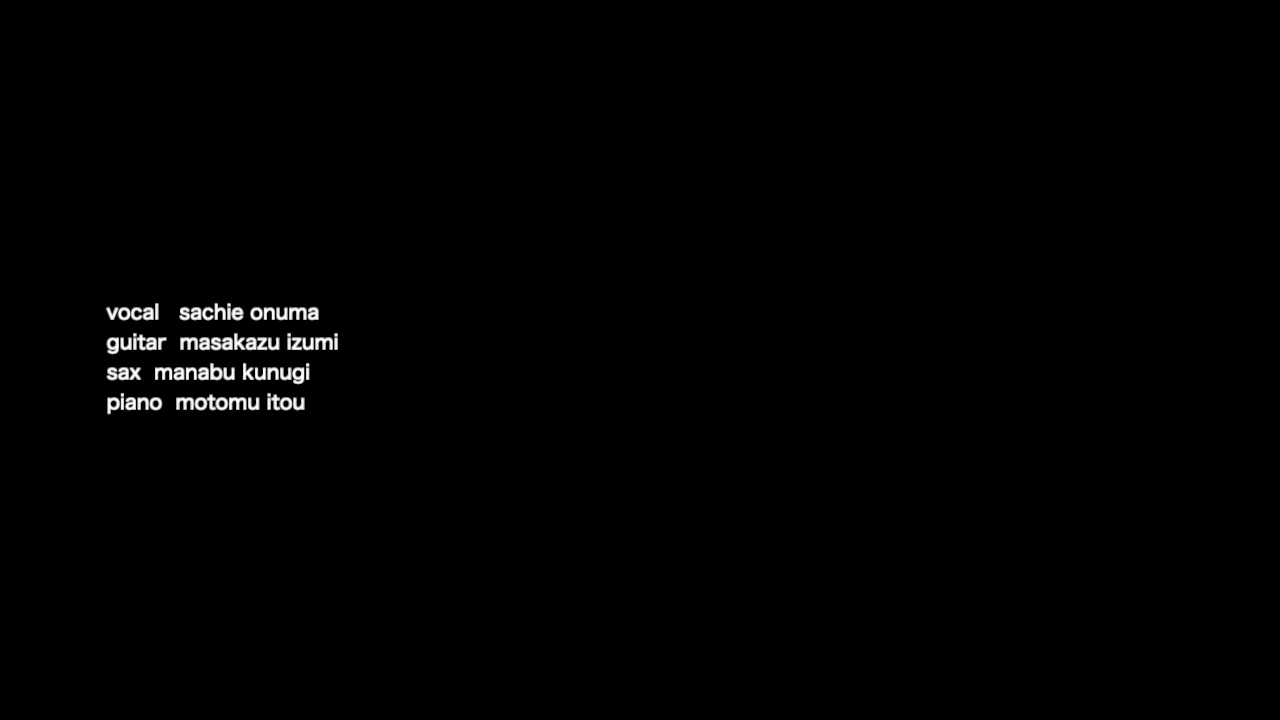 vocal   sachie onuma
guitar  masakazu izumi
sax  manabu kunugi
piano  motomu itou